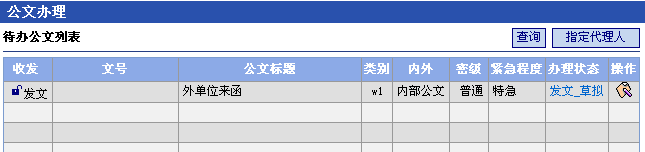 公文办理
待办公文列表 查询 指定代理人
收发 文号 公文标题 类别 内外 密级 紧急程度 办理状态 操作
发文 外单位来函 w1 内部公文 普通 特急 发文_草拟